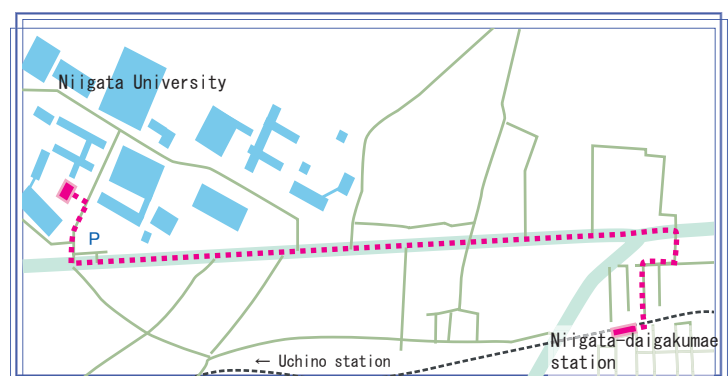 Niigata University
P
Niigata-daigakumae
station
← Uchino station